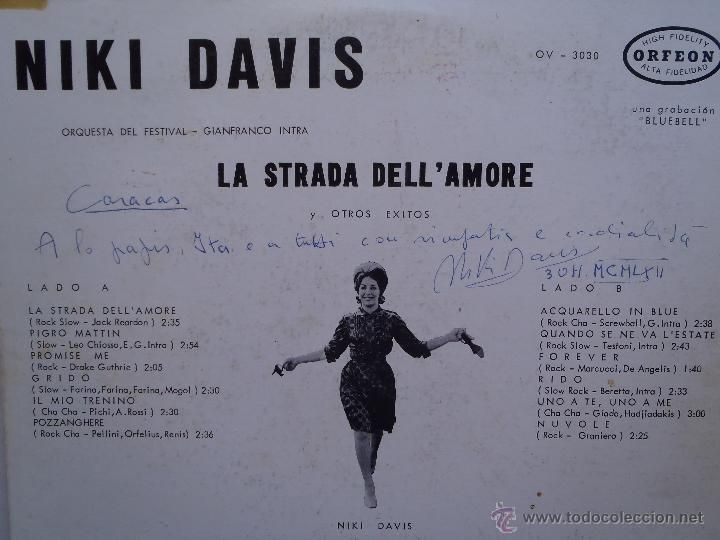 NIKI DAVIS
OV - 3030
HIGH FIDELITY
ORFEON
ALTA FIDELIDAD
una grabación
"BLUEBELL"
ORQUESTA DEL FESTIVAL - GIANFRANCO INTRA
LA STRADA DELL'AMORE
y OTROS EXITOS
Caracas
A e a tutti con simpatia e cordialità
Niki Davis
MCMLXII
LADO A
LA STRADA DELL'AMORE
(Rock Slow - Jack Reardon) 2:35
PIGRO MATTIN
(Slow - Leo Chiosso, E.G. Intra) 2:54
PROMISE ME
(Rock - Drake Guthrie) 2:05
GRIDO
(Slow - Farina, Farina, Farina, Mogol) 2:30
IL MIO TRENINO
(Cha Cha - Pichi, A. Rossi) 2:30
POZZANGHERE
(Rock Cha - Pellini, Orfelius, Renis) 2:36
LADO B
ACQUARELLO IN BLUE
(Rock Cha - Screwball, G. Intra) 2:38
QUANDO SE NE VA L'ESTATE
(Rock Slow - Testoni, Intra) 2:43
FOREVER
(Rock - Marcucci, De Angelis) 1:40
RIDO
(Slow Rock - Beretta, Intra) 2:33
UNO A TE, UNO A ME
(Cha Cha - Giado, Hadjiadakis) 3:00
NUVOLE
(Rock - Graniero) 2:25
NIKI DAVIS
© www.todocoleccion.net